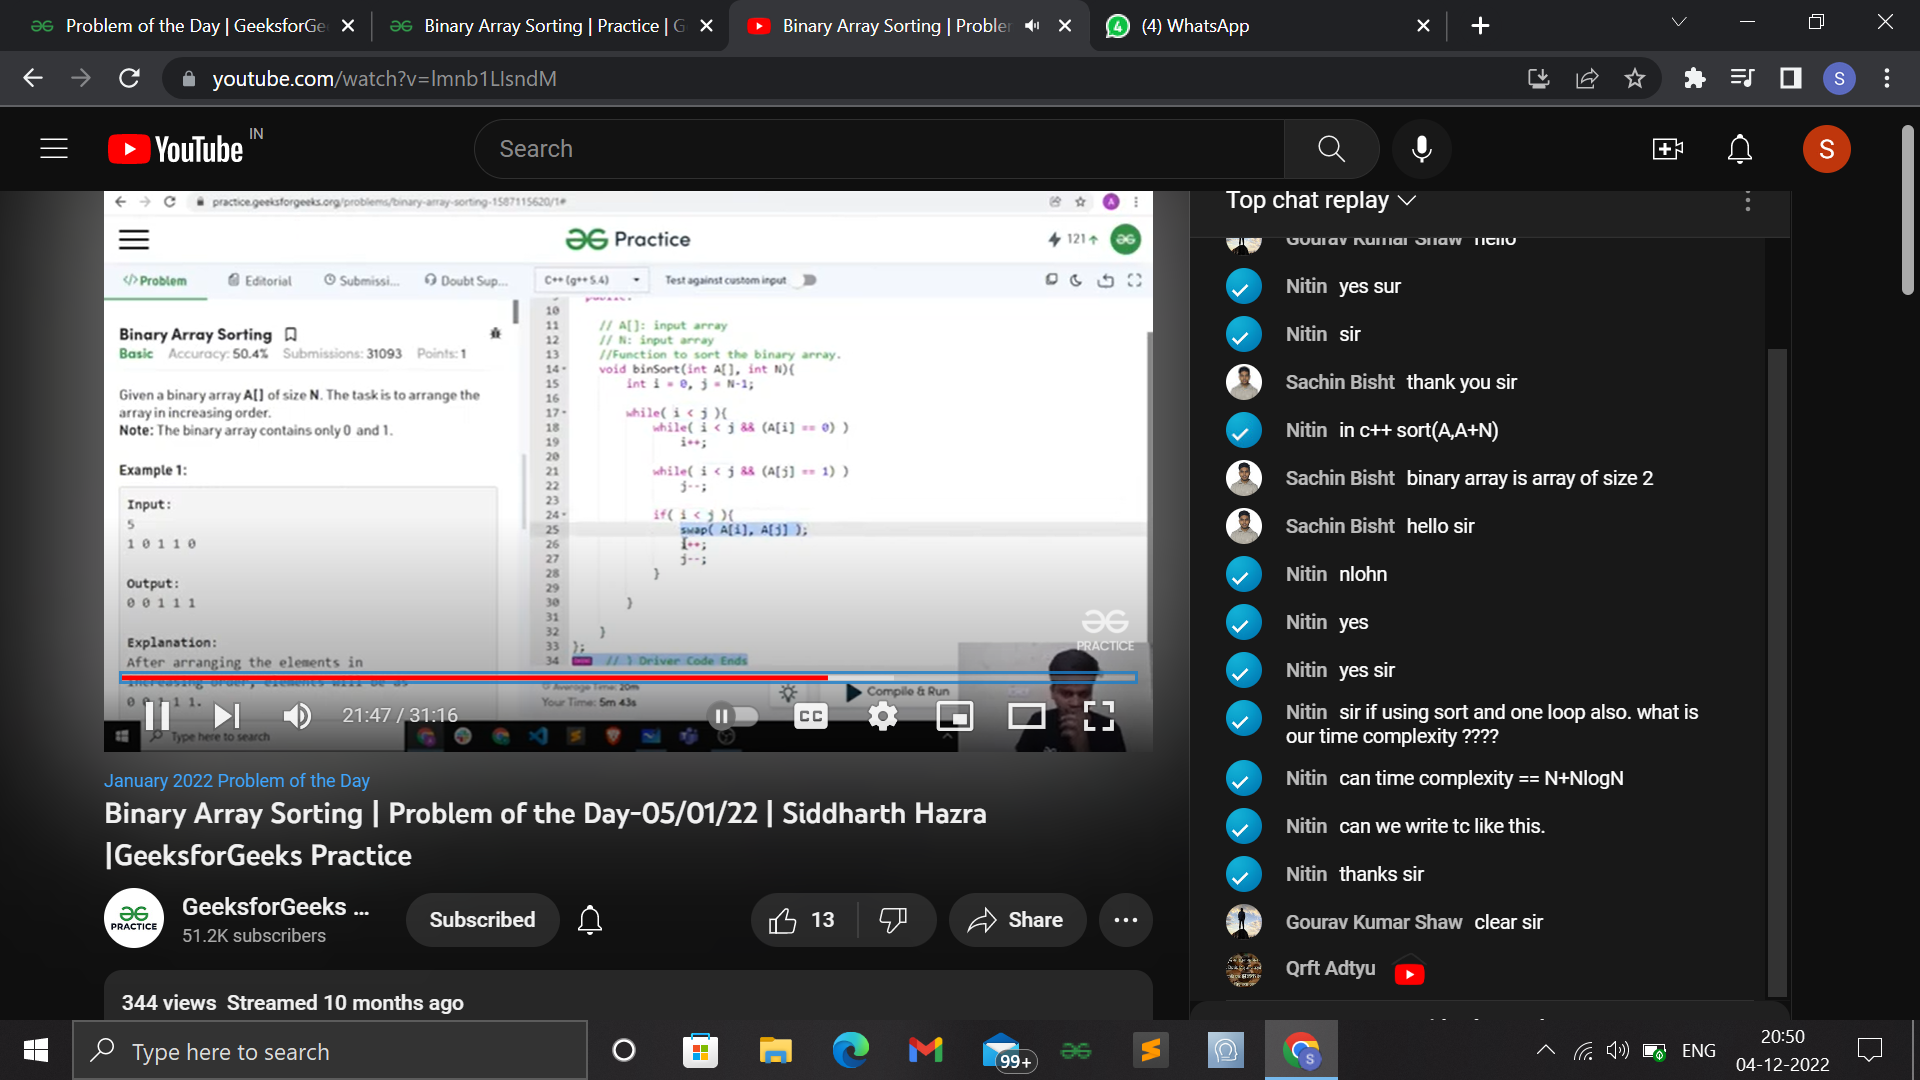 Problem of the Day | GeeksforGe
Binary Array Sorting | Practice | G
Binary Array Sorting | Probler
(4) WhatsApp
youtube.com/watch?v=lmnb1LIsndM
S
YouTube IN
Search
S
practice.geeksforgeeks.org/problems/binary-array-sorting-1587115620/1#
A
Practice
121
Problem
Editorial
Submissi...
Doubt Sup...
C++ (g++ 5.4)
Test against custom input
Binary Array Sorting
Basic Accuracy: 50.4% Submissions: 31093 Points: 1
Given a binary array A[] of size N. The task is to arrange the
array in increasing order.
Note: The binary array contains only 0 and 1.
Example 1:
Input:
5
1 0 1 1 0
Output:
0 0 1 1 1
Explanation:
After arranging the elements in
increasing order, elements will be as
0 0 1 1 1.
public:
10
11 // A[]: input array
12 // N: input array
13 //Function to sort the binary array.
14 void binSort(int A[], int N){
15 int i = 0, j = N-1;
16
17 while( i < j ){
18 while( i < j && (A[i] == 0) )
19 i++;
20
21 while( i < j && (A[j] == 1) )
22 j--;
23
24 if( i < j ){
25 swap( A[i], A[j] );
26 i++;
27 j--;
28 }
29
30 }
31
32 }
33 };
34 // } Driver Code Ends
PRACTICE
Average Time: 20m
Your Time: 5m 43s
Compile & Run
21:47 / 31:16
CC
Type here to search
January 2022 Problem of the Day
Binary Array Sorting | Problem of the Day-05/01/22 | Siddharth Hazra
|GeeksforGeeks Practice
PRACTICE
GeeksforGeeks ...
51.2K subscribers
Subscribed
13
Share
344 views Streamed 10 months ago
Top chat replay
Gourav Kumar Shaw hello
Nitin yes sur
Nitin sir
Sachin Bisht thank you sir
Nitin in c++ sort(A,A+N)
Sachin Bisht binary array is array of size 2
Sachin Bisht hello sir
Nitin nlohn
Nitin yes
Nitin yes sir
Nitin sir if using sort and one loop also. what is
our time complexity ????
Nitin can time complexity == N+NlogN
Nitin can we write tc like this.
Nitin thanks sir
Gourav Kumar Shaw clear sir
Qrft Adtyu
Type here to search
99+
S
ENG
20:50
04-12-2022